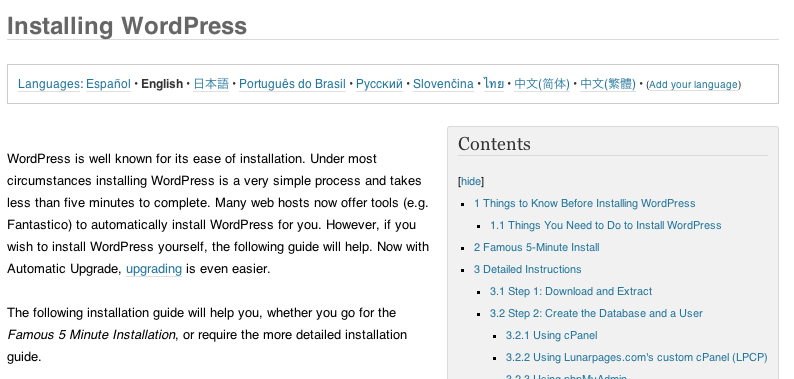 Installing WordPress
Languages: Español • English • 日本語 • Português do Brasil • Русский • Slovenčina • ไทย • 中文(简体) • 中文(繁體) • (Add your language)
WordPress is well known for its ease of installation. Under most
circumstances installing WordPress is a very simple process and takes
less than five minutes to complete. Many web hosts now offer tools (e.g.
Fantastico) to automatically install WordPress for you. However, if you
wish to install WordPress yourself, the following guide will help. Now with
Automatic Upgrade, upgrading is even easier.
The following installation guide will help you, whether you go for the
Famous 5 Minute Installation, or require the more detailed installation
guide.
Contents
[hide]
1 Things to Know Before Installing WordPress
1.1 Things You Need to Do to Install WordPress
2 Famous 5-Minute Install
3 Detailed Instructions
3.1 Step 1: Download and Extract
3.2 Step 2: Create the Database and a User
3.2.1 Using cPanel
3.2.2 Using Lunarpages.com's custom cPanel (LPCP)
3.2.3 Using phpMyAdmin